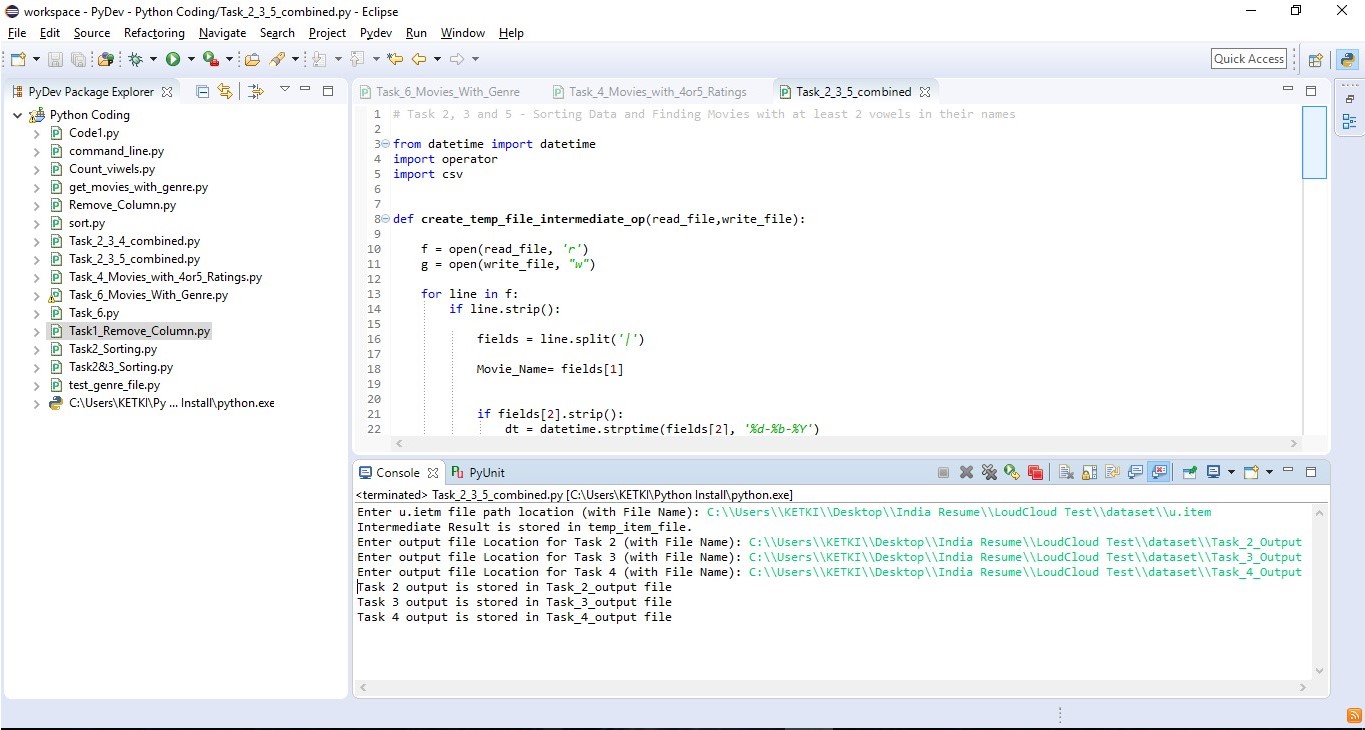 workspace - PyDev - Python Coding/Task_2_3_5_combined.py - Eclipse
File Edit Source Refactoring Navigate Search Project Pydev Run Window Help
Quick Access
PyDev Package Explorer
Python Coding
Code1.py
command_line.py
Count_viwels.py
get_movies_with_genre.py
Remove_Column.py
sort.py
Task_2_3_4_combined.py
Task_2_3_5_combined.py
Task_4_Movies_with_4or5_Ratings.py
Task_6_Movies_With_Genre.py
Task_6.py
Task1_Remove_Column.py
Task2_Sorting.py
Task2&3_Sorting.py
test_genre_file.py
C:\Users\KETKI\Py ... Install\python.exe
Task_6_Movies_With_Genre Task_4_Movies_with_4or5_Ratings Task_2_3_5_combined
1 # Task 2, 3 and 5 - Sorting Data and Finding Movies with at least 2 vowels in their names
2
3 from datetime import datetime
4 import operator
5 import csv
6
7
8 def create_temp_file_intermediate_op(read_file,write_file):
9
10 f = open(read_file, 'r')
11 g = open(write_file, "w")
12
13 for line in f:
14 if line.strip():
15
16 fields = line.split('|')
17
18 Movie_Name= fields[1]
19
20
21 if fields[2].strip():
22 dt = datetime.strptime(fields[2], '%d-%b-%Y')
Console PyUnit
<terminated> Task_2_3_5_combined.py [C:\Users\KETKI\Python Install\python.exe]
Enter u.ietm file path location (with File Name): C:\\Users\\KETKI\\Desktop\\India Resume\\LoudCloud Test\\dataset\\u.item
Intermediate Result is stored in temp_item_file.
Enter output file Location for Task 2 (with File Name): C:\\Users\\KETKI\\Desktop\\India Resume\\LoudCloud Test\\dataset\\Task_2_Output
Enter output file Location for Task 3 (with File Name): C:\\Users\\KETKI\\Desktop\\India Resume\\LoudCloud Test\\dataset\\Task_3_Output
Enter output file Location for Task 4 (with File Name): C:\\Users\\KETKI\\Desktop\\India Resume\\LoudCloud Test\\dataset\\Task_4_Output
Task 2 output is stored in Task_2_output file
Task 3 output is stored in Task_3_output file
Task 4 output is stored in Task_4_output file